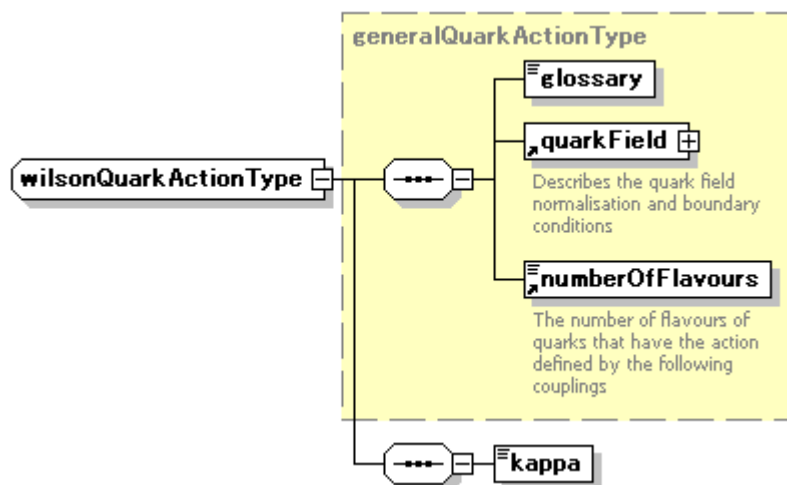 generalQuarkActionType
glossary
quarkField
Describes the quark field
normalisation and boundary
conditions
wilsonQuarkActionType
numberOfFlavours
The number of flavours of
quarks that have the action
defined by the following
couplings
kappa